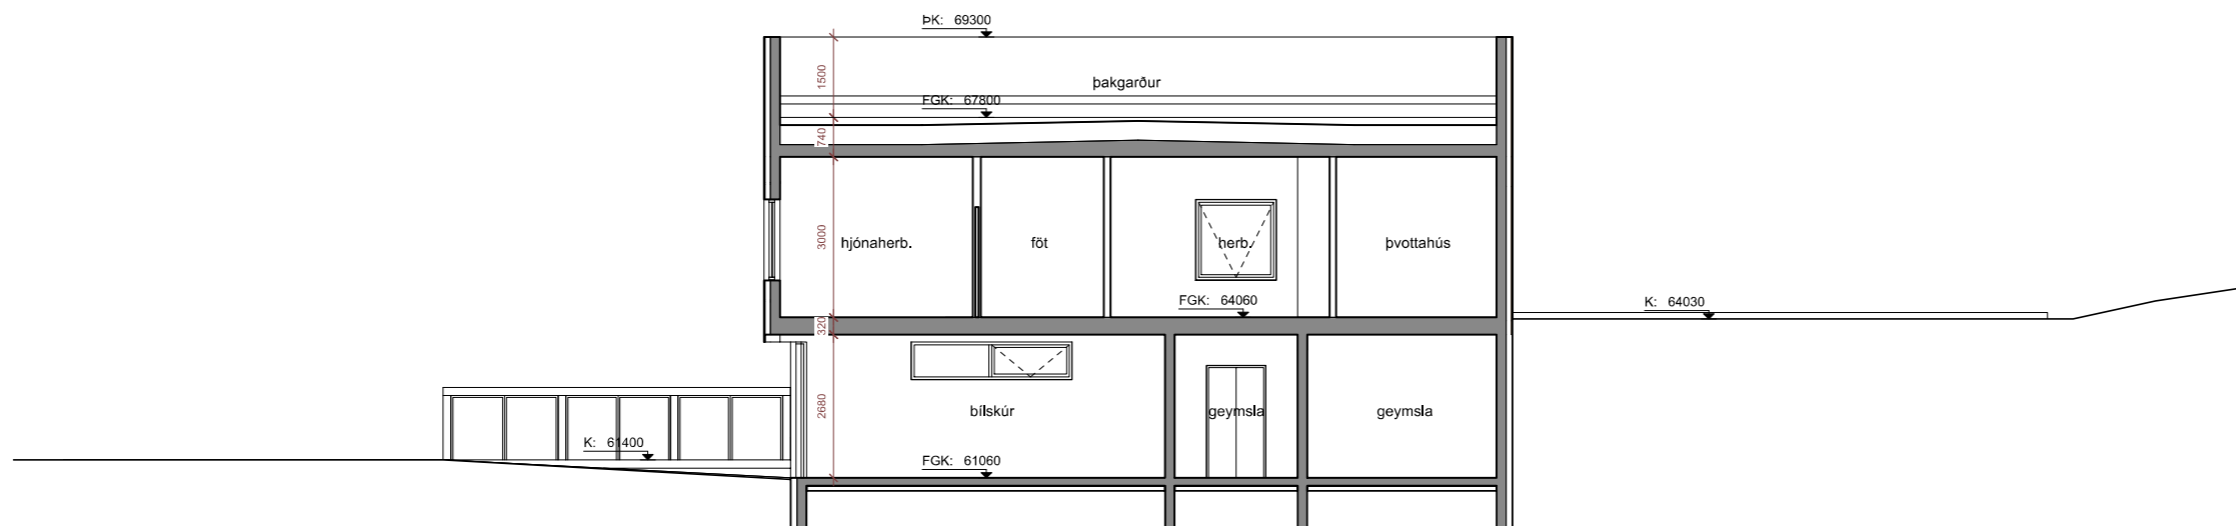 ÞK: 69300
1500
þakgarður
FGK: 67800
740
3000
hjónaherb.
föt
herb.
þvottahús
FGK: 64060
K: 64030
320
2680
bílskúr
geymsla
geymsla
K: 61400
FGK: 61060